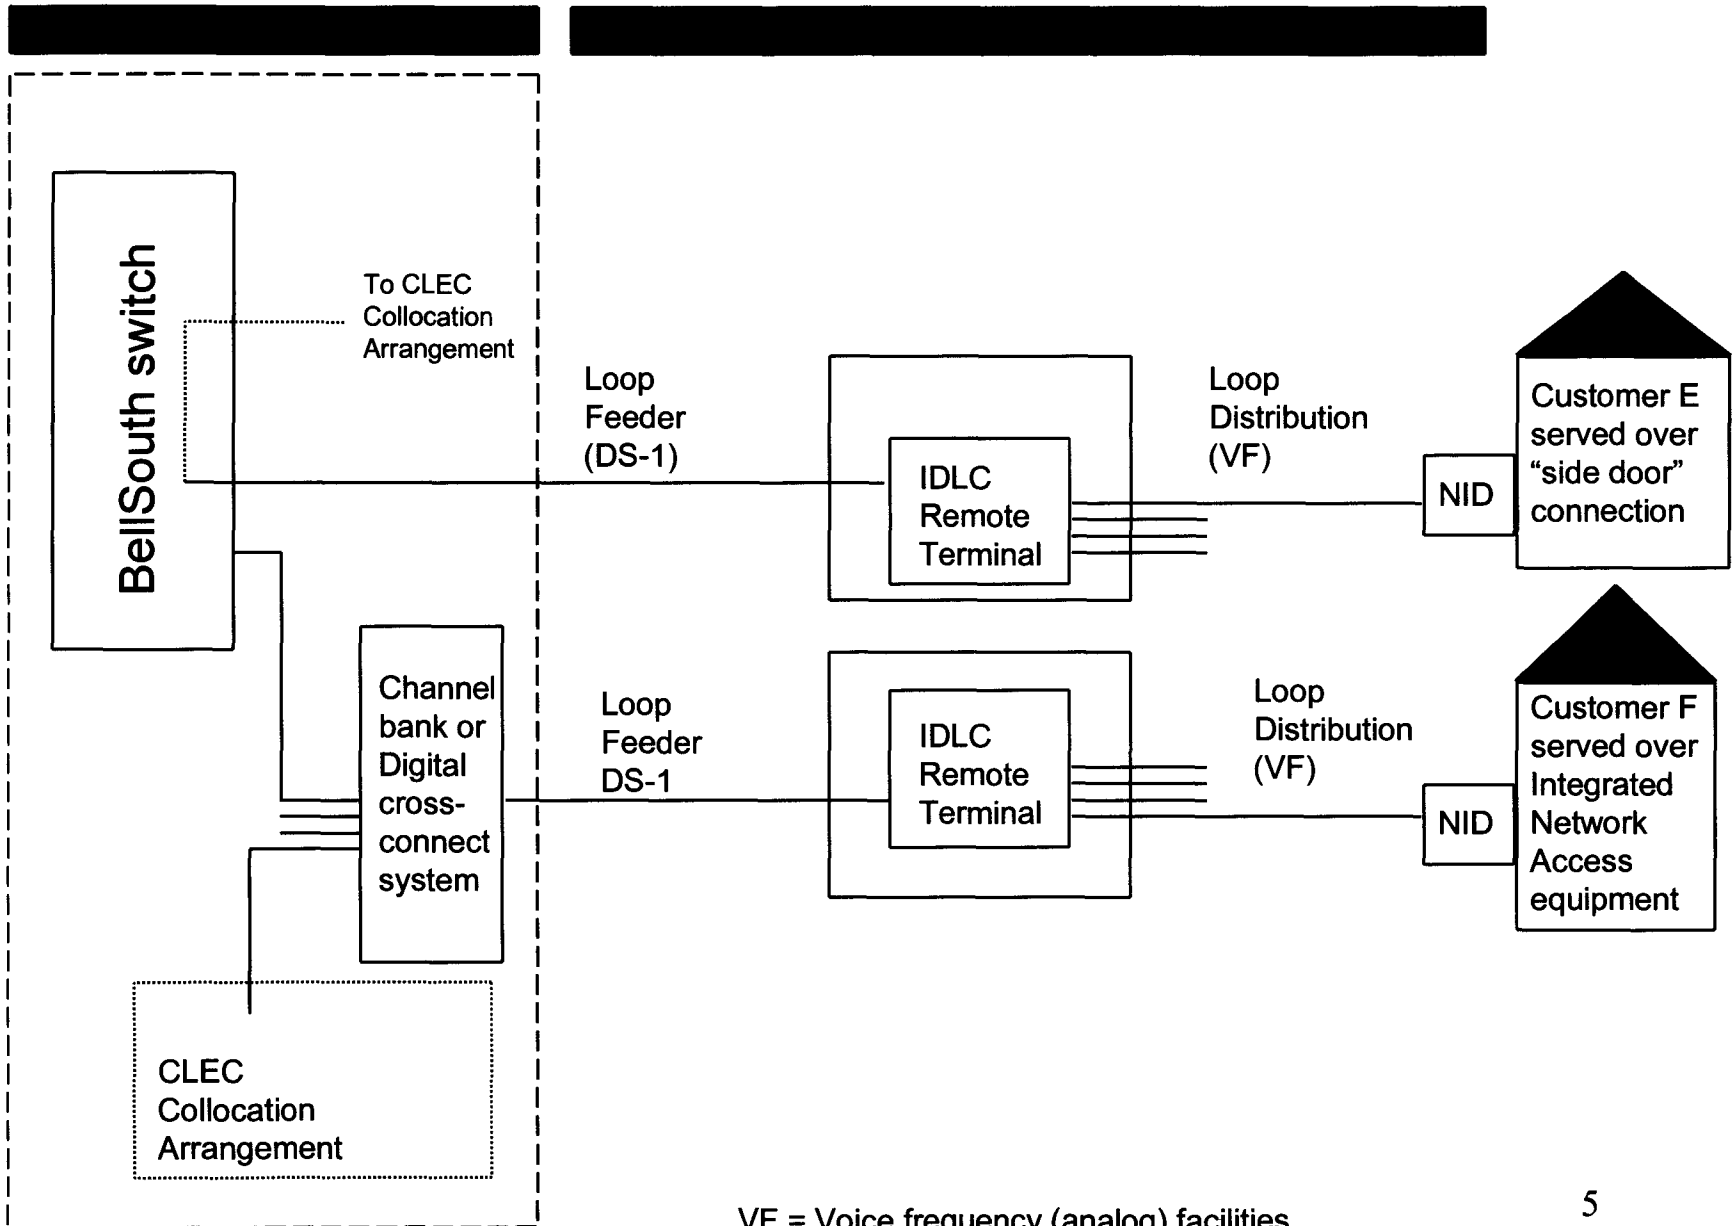 BellSouth switch
To CLEC
Collocation
Arrangement
Loop
Feeder
(DS-1)
IDLC
Remote
Terminal
Loop
Distribution
(VF)
NID
Customer E
served over
“side door”
connection
Channel
bank or
Digital
cross-
connect
system
Loop
Feeder
DS-1
IDLC
Remote
Terminal
Loop
Distribution
(VF)
NID
Customer F
served over
Integrated
Network
Access
equipment
CLEC
Collocation
Arrangement
VF = Voice frequency (analog) facilities
5